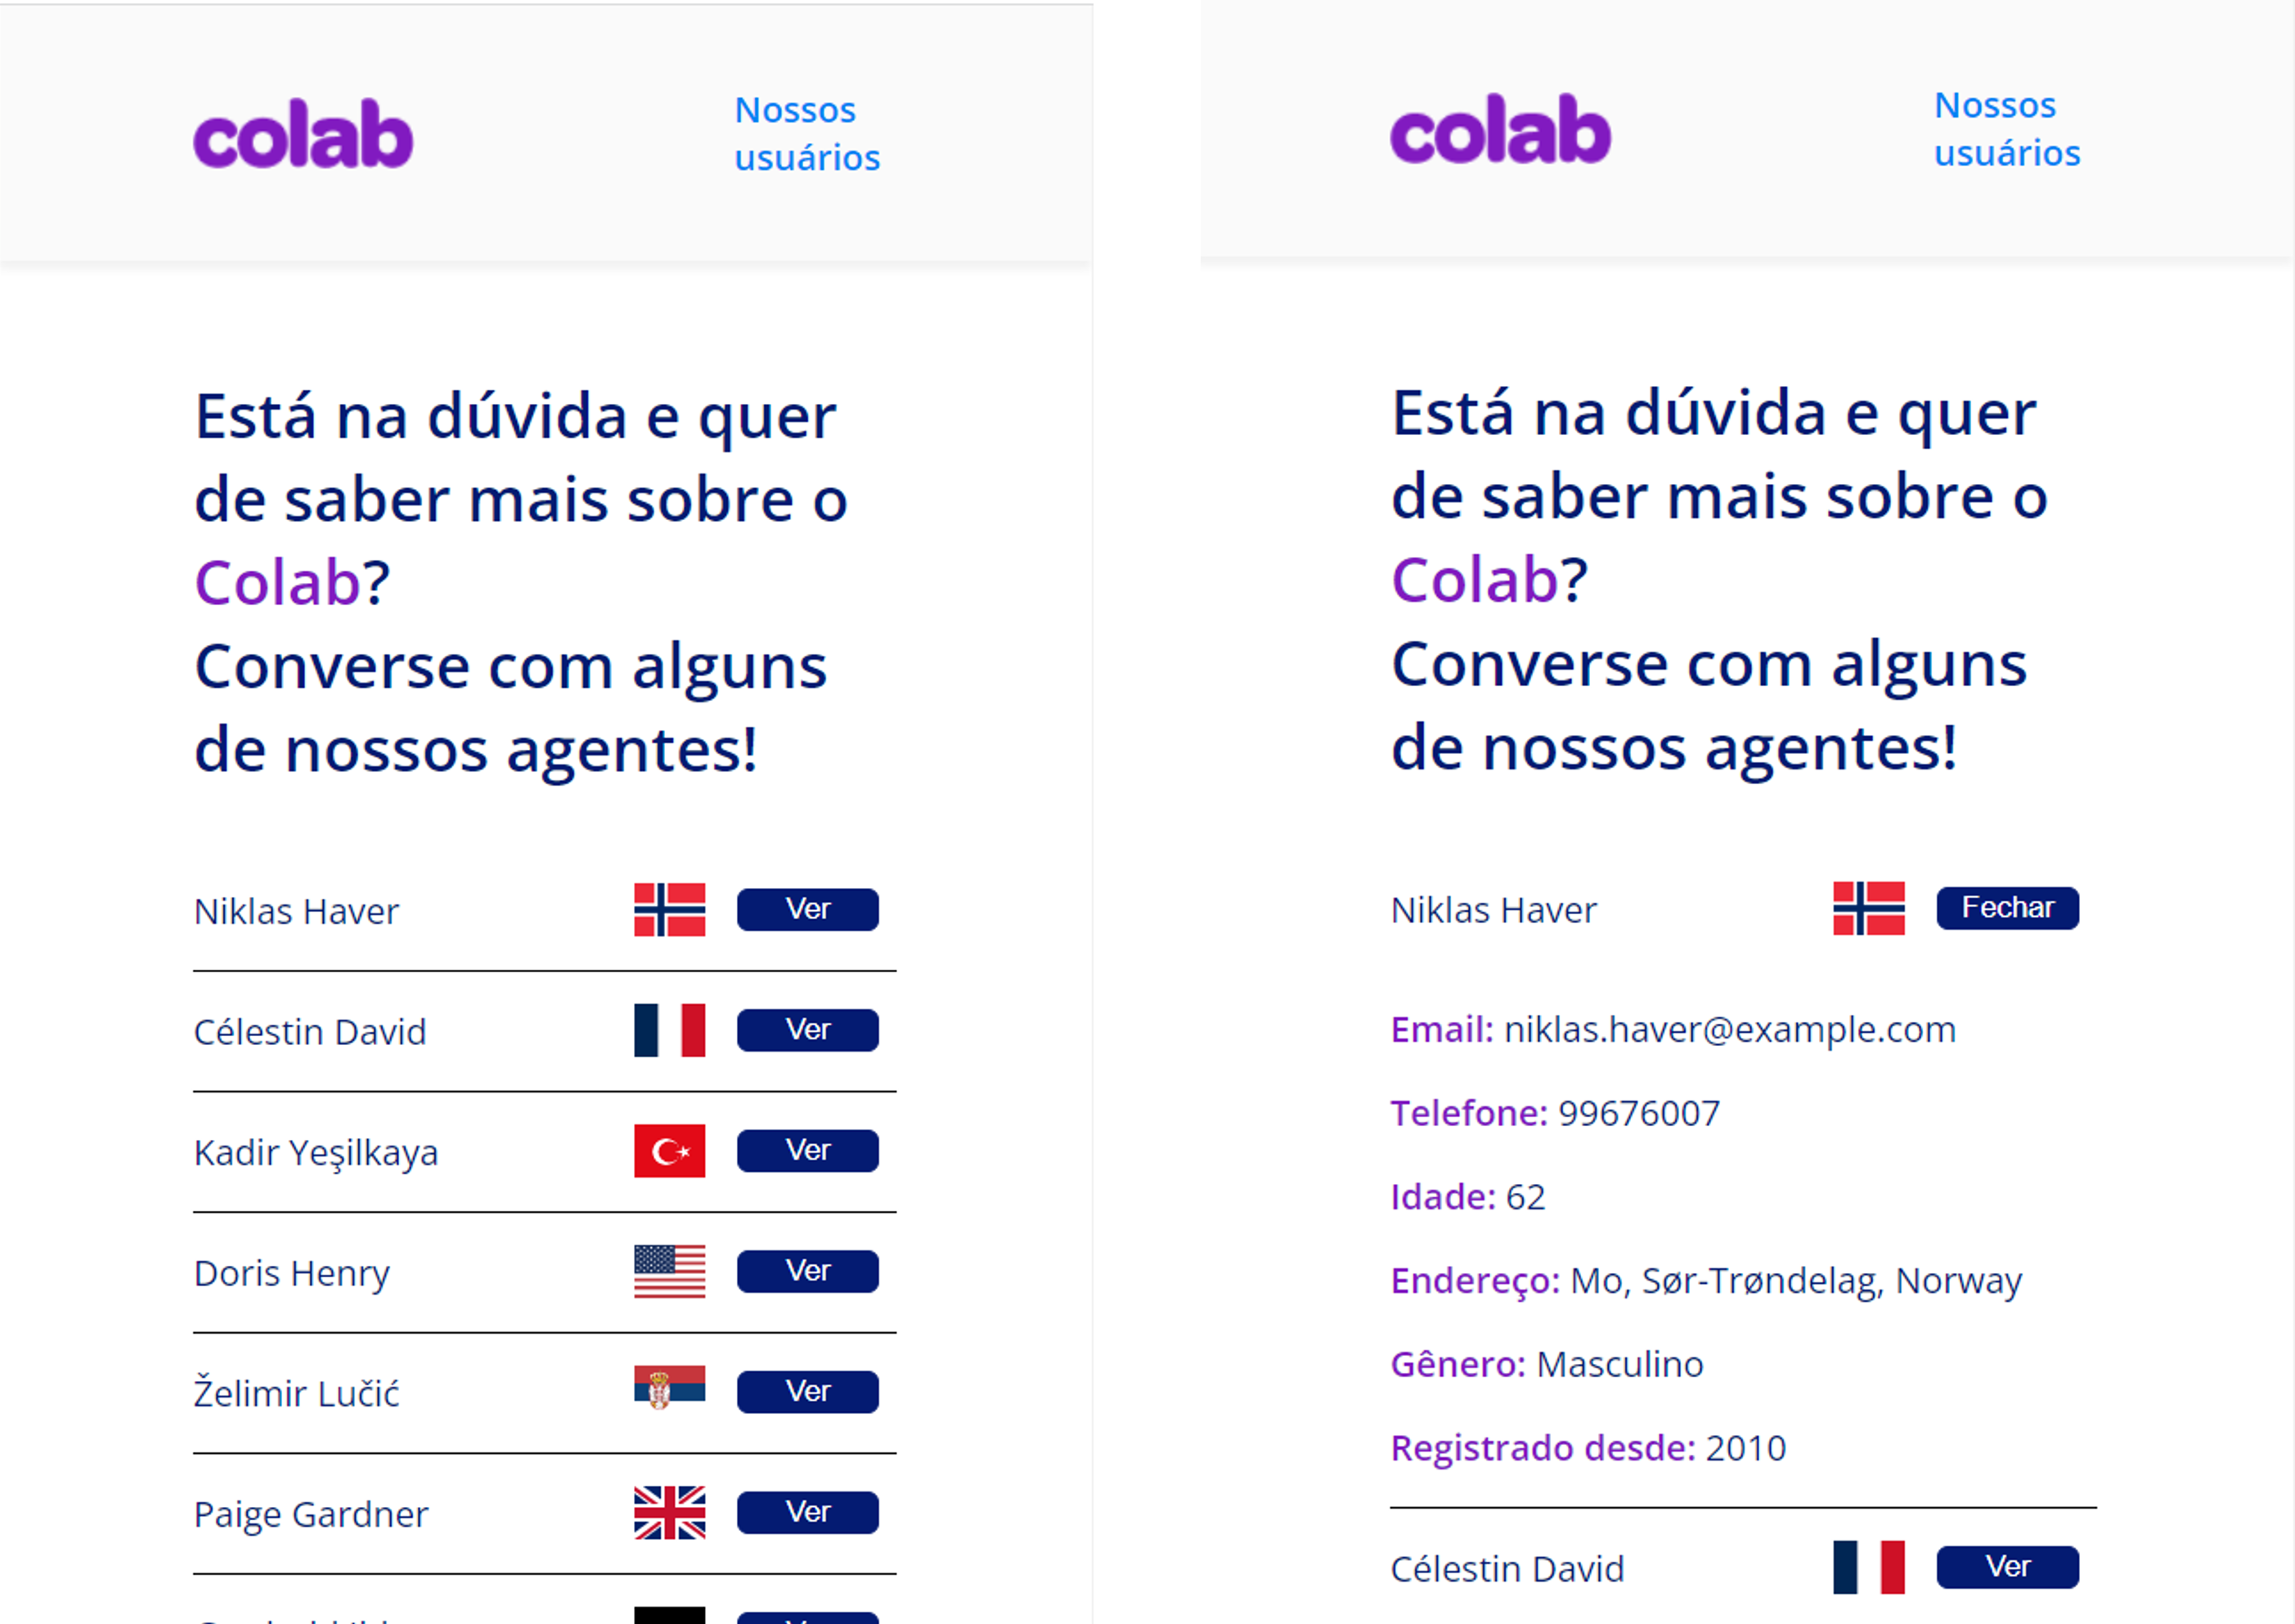 colab
Nossos
usuários
Está na dúvida e quer
de saber mais sobre o
Colab?
Converse com alguns
de nossos agentes!
Niklas Haver Ver
Célestin David Ver
Kadir Yeşilkaya Ver
Doris Henry Ver
Želimir Lučić Ver
Paige Gardner Ver
colab
Nossos
usuários
Está na dúvida e quer
de saber mais sobre o
Colab?
Converse com alguns
de nossos agentes!
Niklas Haver Fechar
Email: niklas.haver@example.com
Telefone: 99676007
Idade: 62
Endereço: Mo, Sør-Trøndelag, Norway
Gênero: Masculino
Registrado desde: 2010
Célestin David Ver